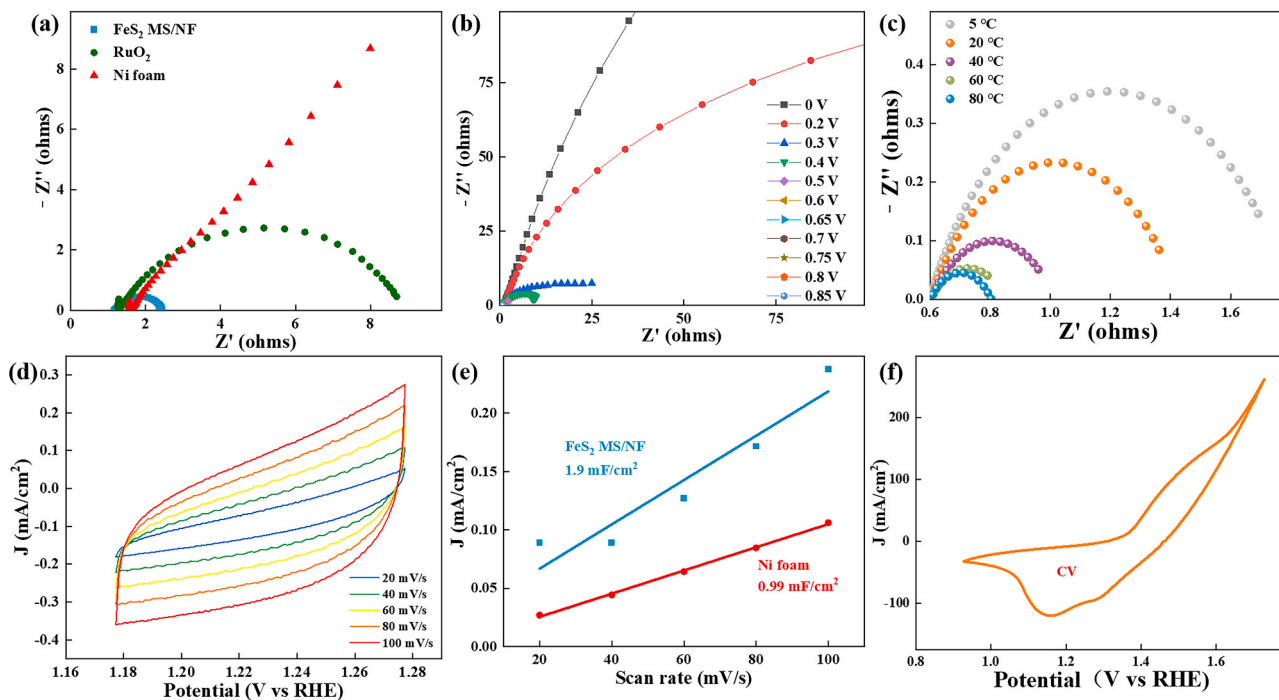 (a)
FeS₂ MS/NF
RuO₂
Ni foam
8
6
4
2
0
0 2 4 6 8
- Z'' (ohms)
Z' (ohms)
(b)
0 V
0.2 V
0.3 V
0.4 V
0.5 V
0.6 V
0.65 V
0.7 V
0.75 V
0.8 V
0.85 V
75
50
25
0
0 25 50 75 100
- Z'' (ohms)
Z' (ohms)
(c)
5 °C
20 °C
40 °C
60 °C
80 °C
0.4
0.3
0.2
0.1
0.0
0.6 0.8 1.0 1.2 1.4 1.6
- Z'' (ohms)
Z' (ohms)
(d)
0.3
0.2
0.1
0.0
-0.1
-0.2
-0.3
-0.4
20 mV/s
40 mV/s
60 mV/s
80 mV/s
100 mV/s
1.16 1.18 1.20 1.22 1.24 1.26 1.28
J (mA/cm²)
Potential (V vs RHE)
(e)
0.25
0.20
0.15
0.10
0.05
0.00
FeS₂ MS/NF
1.9 mF/cm²
Ni foam
0.99 mF/cm²
20 40 60 80 100
J (mA/cm²)
Scan rate (mV/s)
(f)
200
100
0
-100
CV
0.8 1.0 1.2 1.4 1.6
J (mA/cm²)
Potential （V vs RHE)